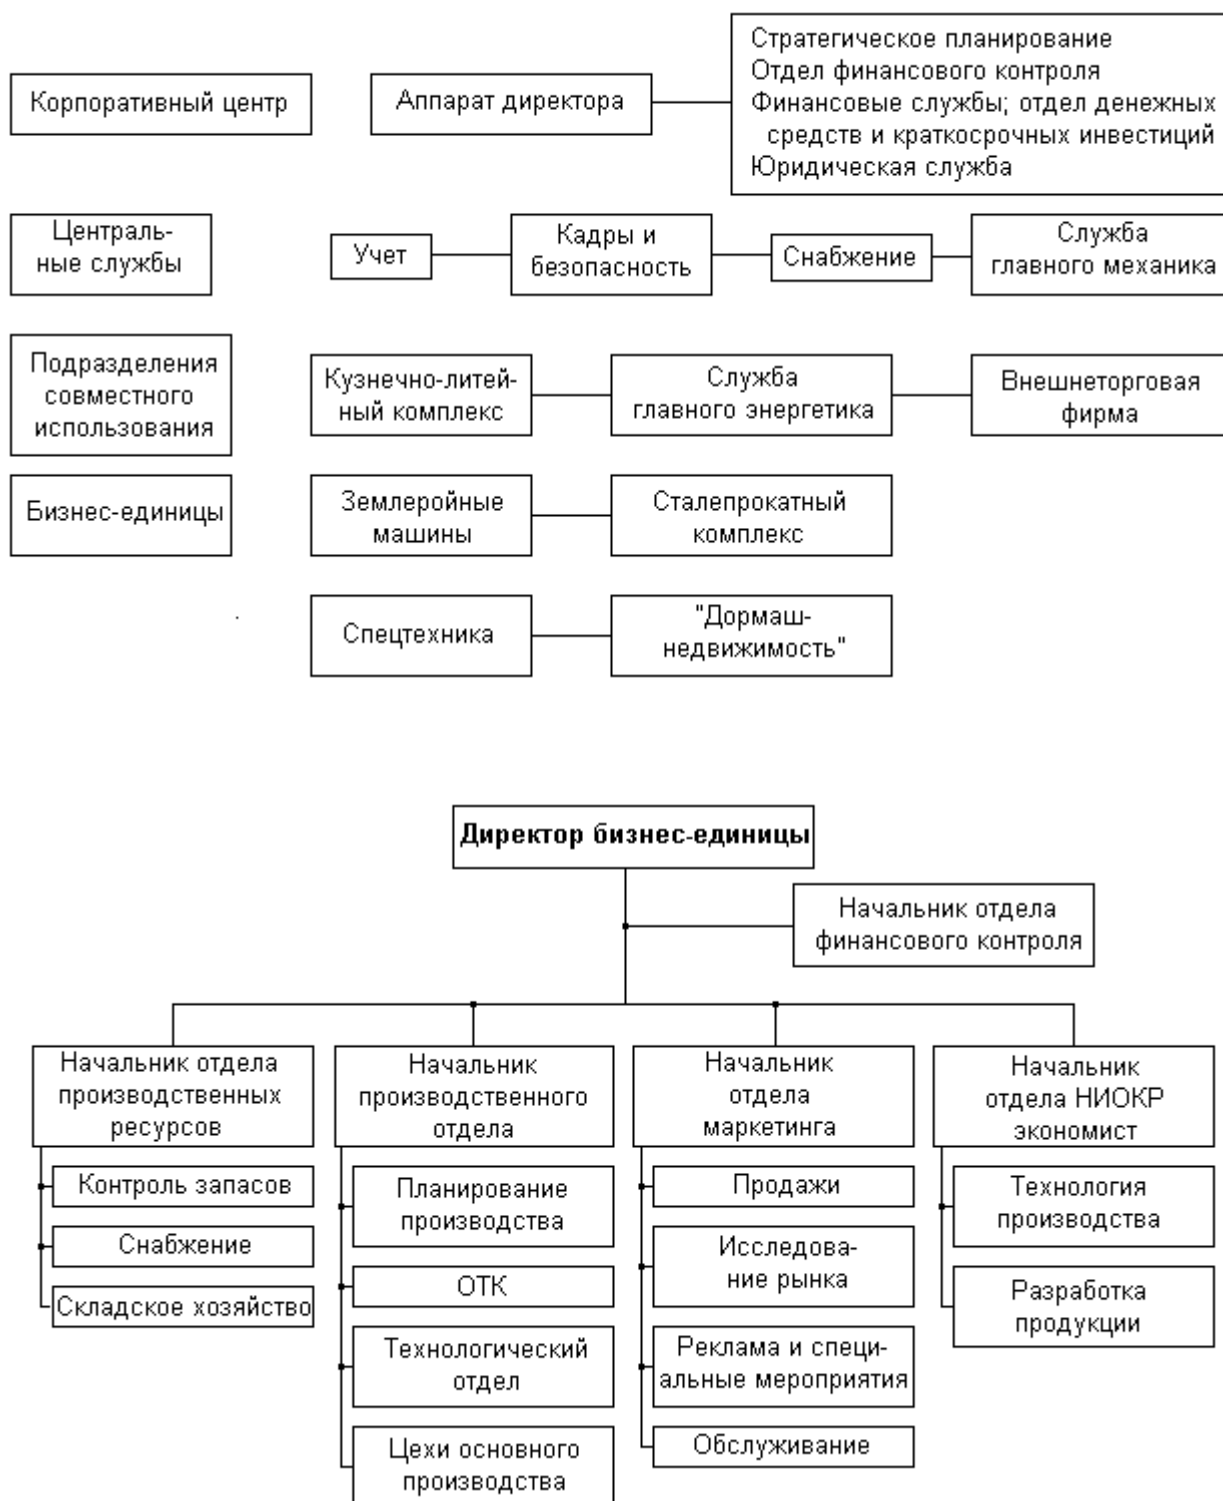 Корпоративный центр
Аппарат директора
Стратегическое планирование
Отдел финансового контроля
Финансовые службы; отдел денежных
средств и краткосрочных инвестиций
Юридическая служба
Централь-
ные службы
Учет
Кадры и
безопасность
Снабжение
Служба
главного механика
Подразделения
совместного
использования
Кузнечно-литей-
ный комплекс
Служба
главного энергетика
Внешнеторговая
фирма
Бизнес-единицы
Землеройные
машины
Сталепрокатный
комплекс
Спецтехника
"Дормаш-
недвижимость"
Директор бизнес-единицы
Начальник отдела
финансового контроля
Начальник отдела
производственных
ресурсов
Контроль запасов
Снабжение
Складское хозяйство
Начальник
производственного
отдела
Планирование
производства
ОТК
Технологический
отдел
Цехи основного
производства
Начальник
отдела
маркетинга
Продажи
Исследова-
ние рынка
Реклама и специ-
альные мероприятия
Обслуживание
Начальник
отдела НИОКР
экономист
Технология
производства
Разработка
продукции